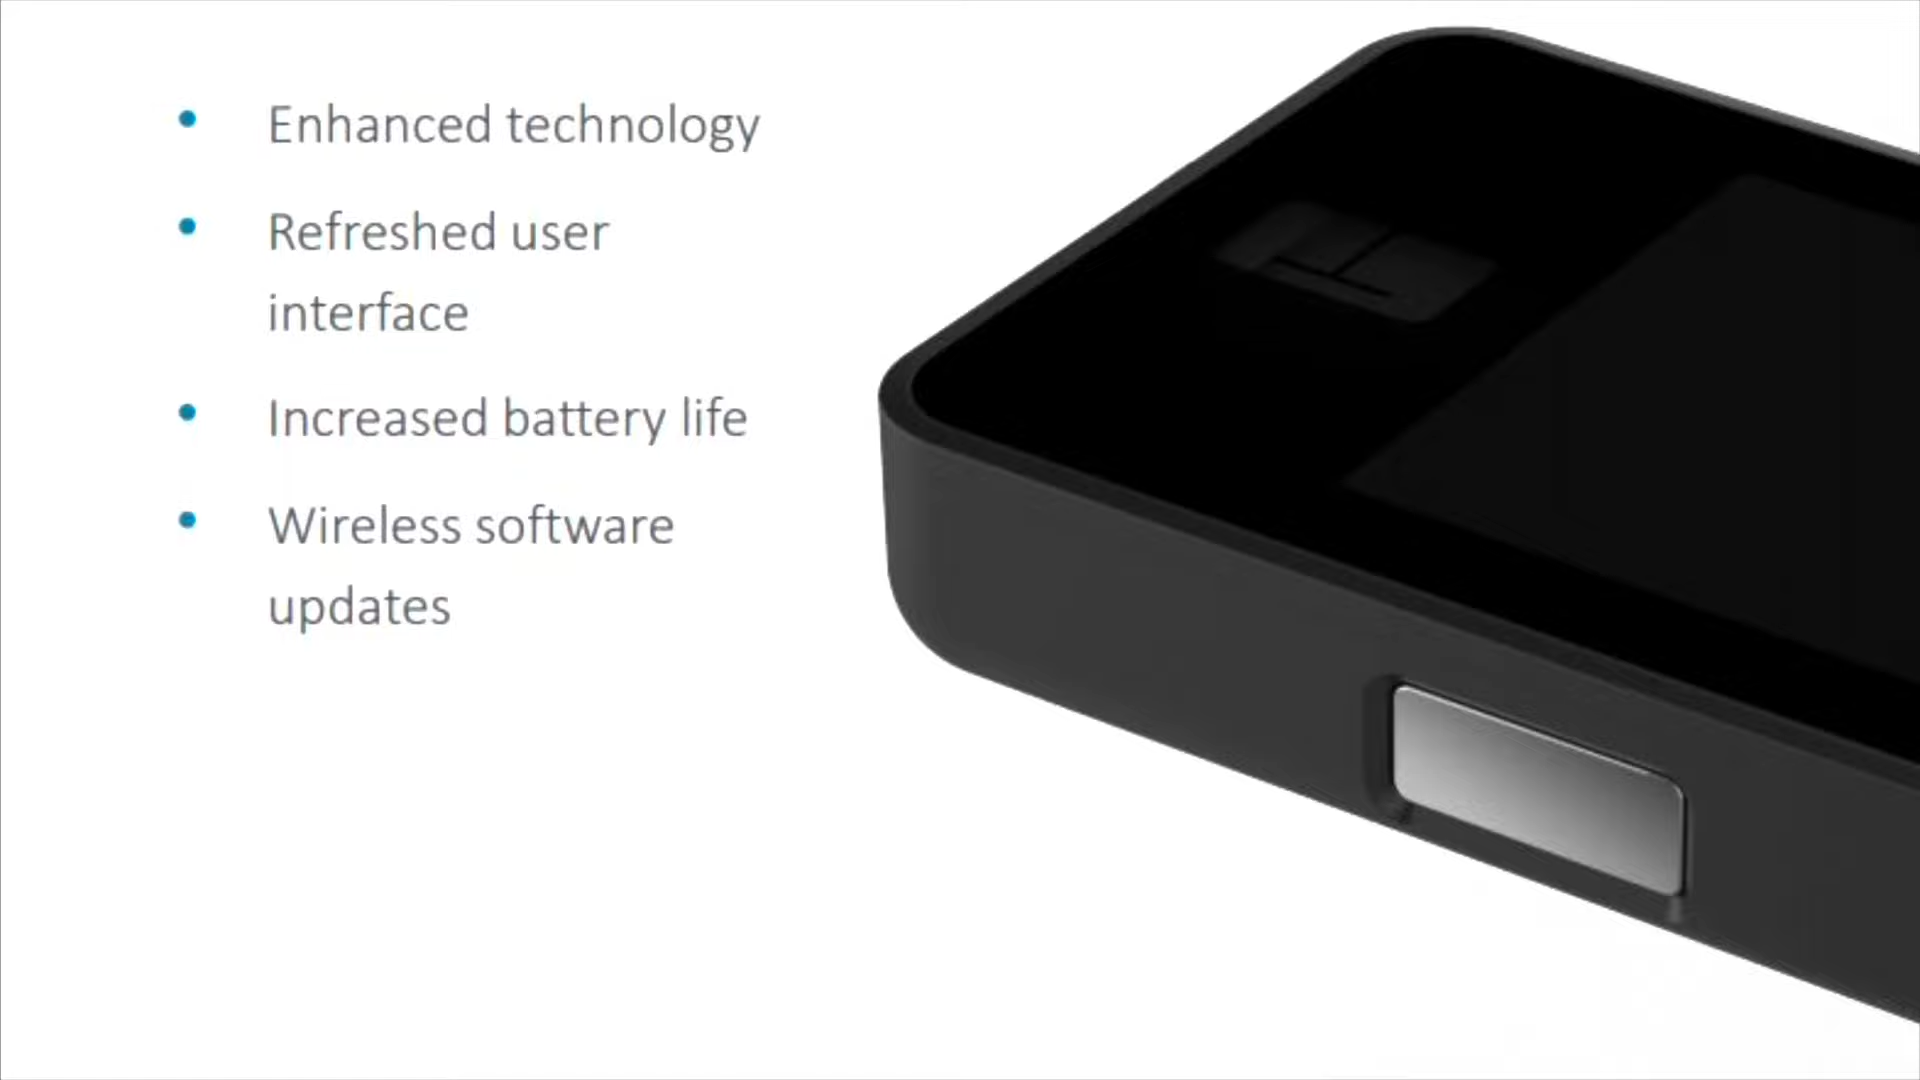 • Enhanced technology
• Refreshed user
interface
• Increased battery life
• Wireless software
updates